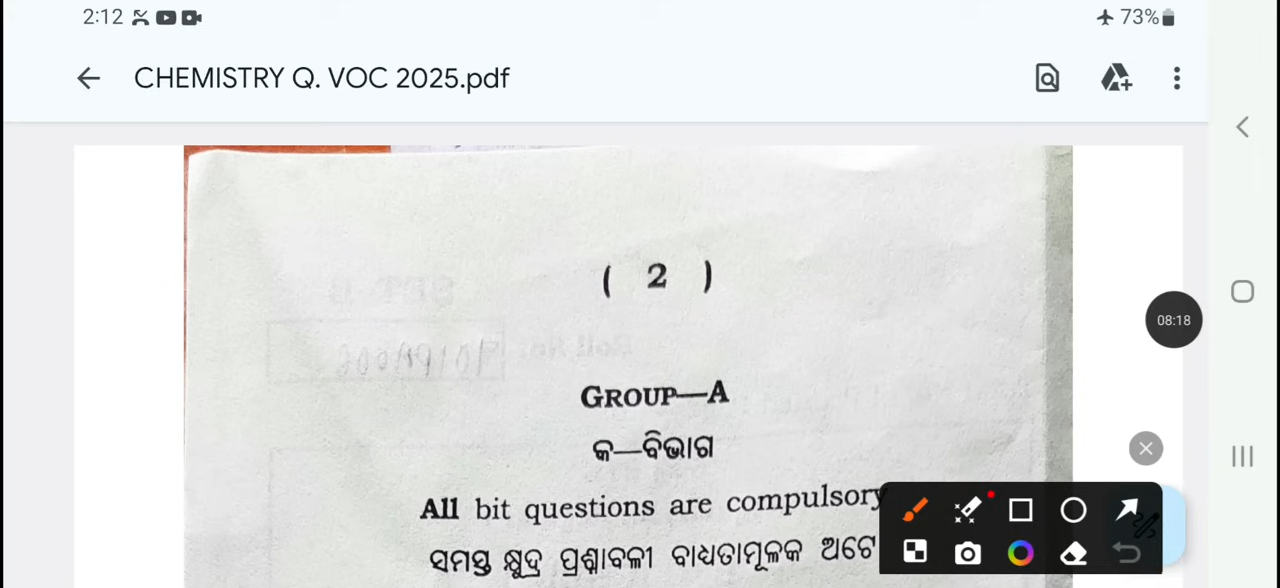 2:12
73%
CHEMISTRY Q. VOC 2025.pdf
( 2 )
08:18
GROUP—A
କ—ବିଭାଗ
All bit questions are compulsory
ସମସ୍ତ କ୍ଷୁଦ୍ର ପ୍ରଶ୍ନାବଳୀ ବାଧ୍ୟତାମୂଳକ ଅଟେ